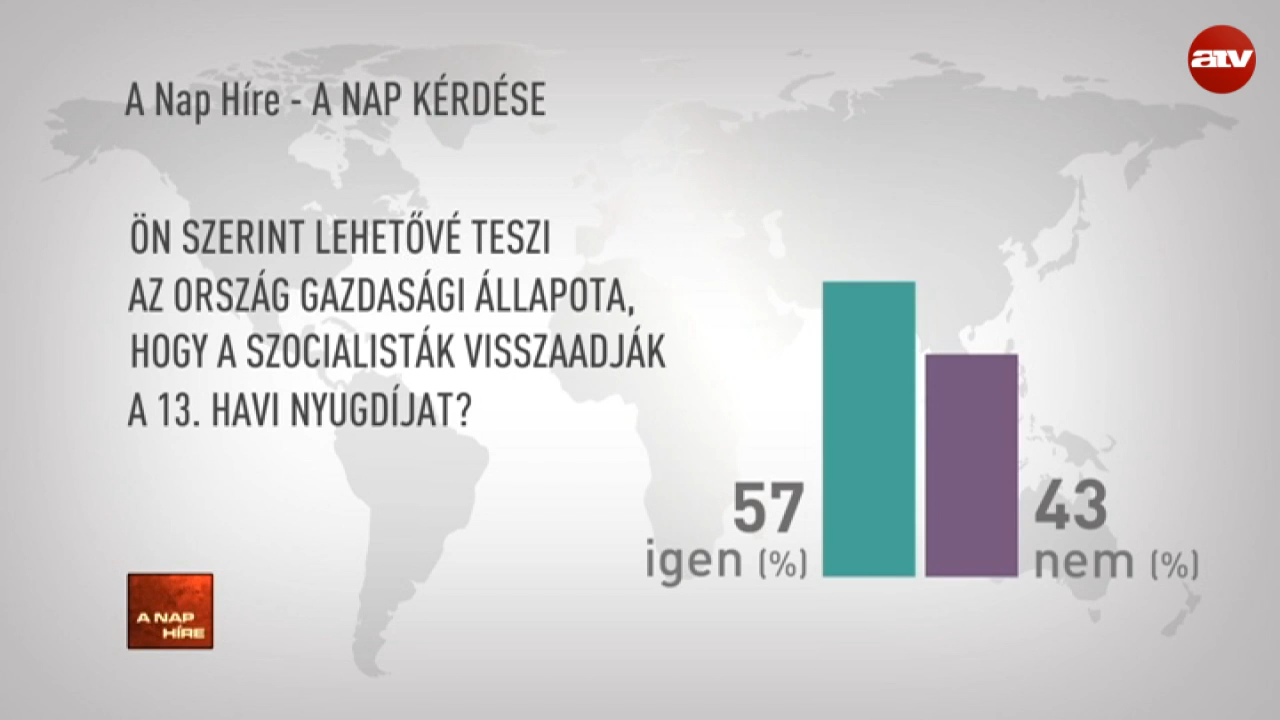 atv
A Nap Híre - A NAP KÉRDÉSE
ÖN SZERINT LEHETŐVÉ TESZI
AZ ORSZÁG GAZDASÁGI ÁLLAPOTA,
HOGY A SZOCIALISTÁK VISSZAADJÁK
A 13. HAVI NYUGDÍJAT?
57
igen (%)
43
nem (%)
A NAP
HÍRE